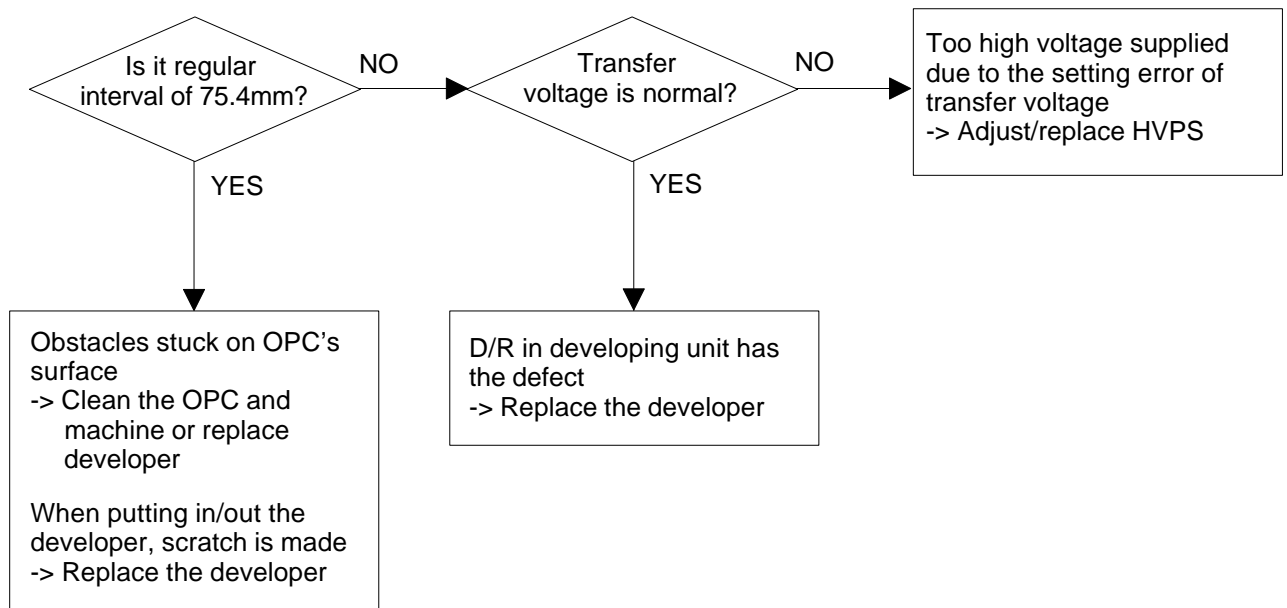 Is it regular
interval of 75.4mm?
NO
Transfer
voltage is normal?
NO
Too high voltage supplied
due to the setting error of
transfer voltage
-> Adjust/replace HVPS
YES
YES
Obstacles stuck on OPC’s
surface
-> Clean the OPC and
machine or replace
developer
When putting in/out the
developer, scratch is made
-> Replace the developer
D/R in developing unit has
the defect
-> Replace the developer